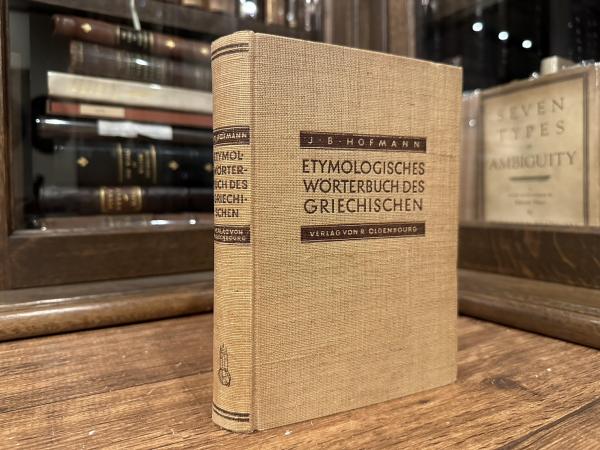 J·B·HOFMANN
ETYMOLOGISCHES
WÖRTERBUCH DES
GRIECHISCHEN
VERLAG VON R. OLDENBOURG
HOFMANN
ETYMOL-
WÖRTER-
BUCH DES
GRIECHI-
SCHEN
VERLAG VON
OLDENBOURG
SEVEN
TYPES
OF
AMBIGUITY